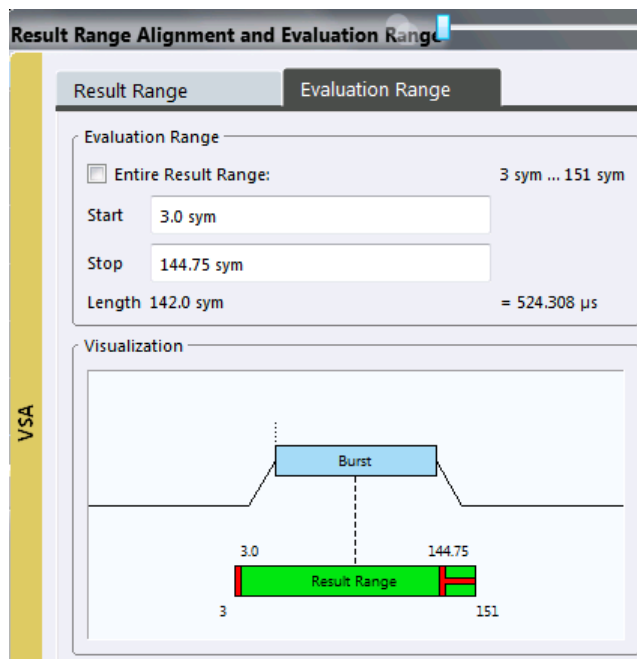 Result Range Alignment and Evaluation Range
Result Range
Evaluation Range
Evaluation Range
Entire Result Range:
3 sym ... 151 sym
Start
3.0 sym
Stop
144.75 sym
Length 142.0 sym
= 524.308 µs
Visualization
VSA
Burst
3.0
144.75
Result Range
3
151